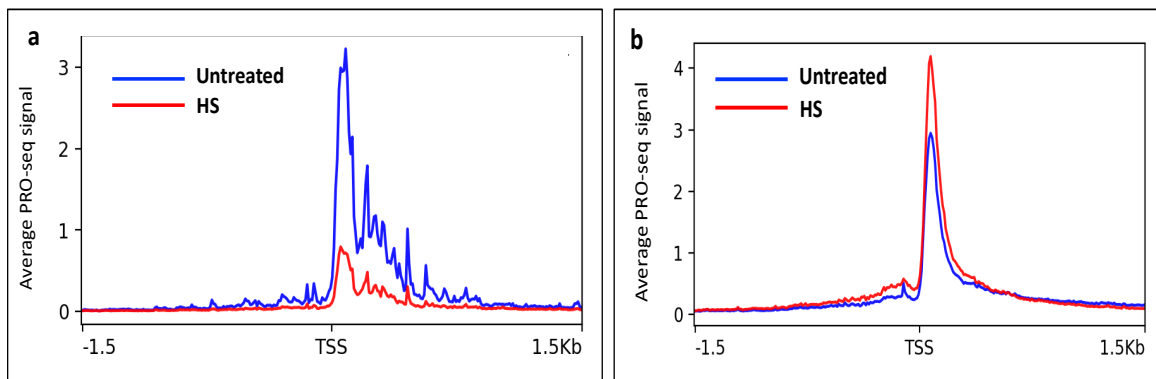 a
Average PRO-seq signal
3
2
1
0
Untreated
HS
-1.5
TSS
1.5Kb
b
Average PRO-seq signal
4
3
2
1
0
Untreated
HS
-1.5
TSS
1.5Kb